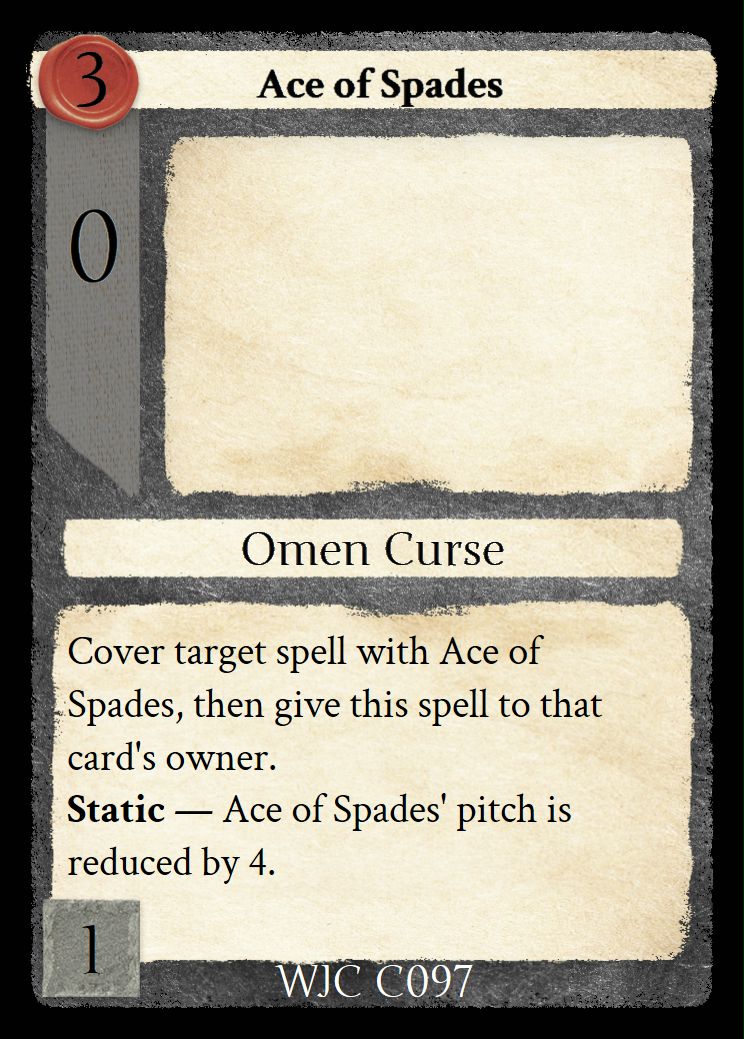 3
Ace of Spades
0
Omen Curse
Cover target spell with Ace of
Spades, then give this spell to that
card's owner.
Static — Ace of Spades' pitch is
reduced by 4.
1
WJC C097